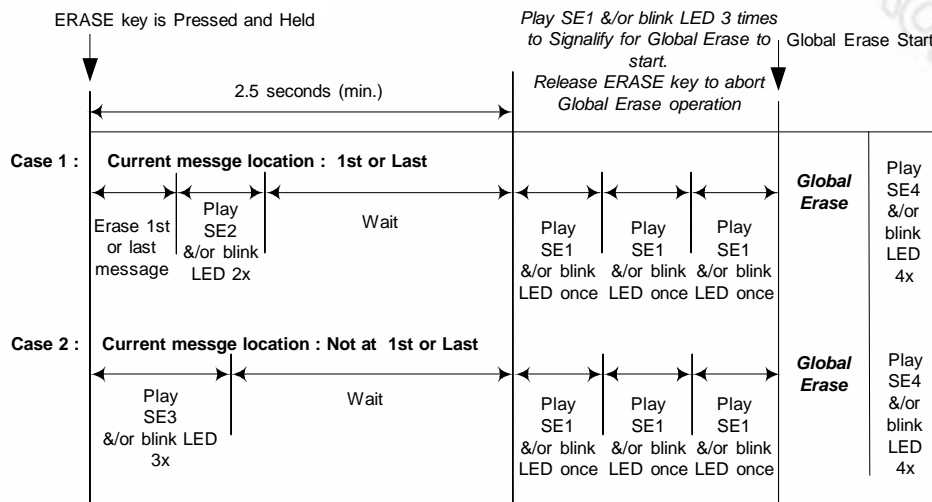 ERASE key is Pressed and Held
Play SE1 &/or blink LED 3 times
to Signalify for Global Erase to
start.
Release ERASE key to abort
Global Erase operation
Global Erase Start
2.5 seconds (min.)
Case 1 : Current messge location : 1st or Last
Erase 1st
or last
message
Play
SE2
&/or blink
LED 2x
Wait
Play
SE1
&/or blink
LED once
Play
SE1
&/or blink
LED once
Play
SE1
&/or blink
LED once
Global
Erase
Play
SE4
&/or
blink
LED
4x
Case 2 : Current messge location : Not at 1st or Last
Play
SE3
&/or blink LED
3x
Wait
Play
SE1
&/or blink
LED once
Play
SE1
&/or blink
LED once
Play
SE1
&/or blink
LED once
Global
Erase
Play
SE4
&/or
blink
LED
4x